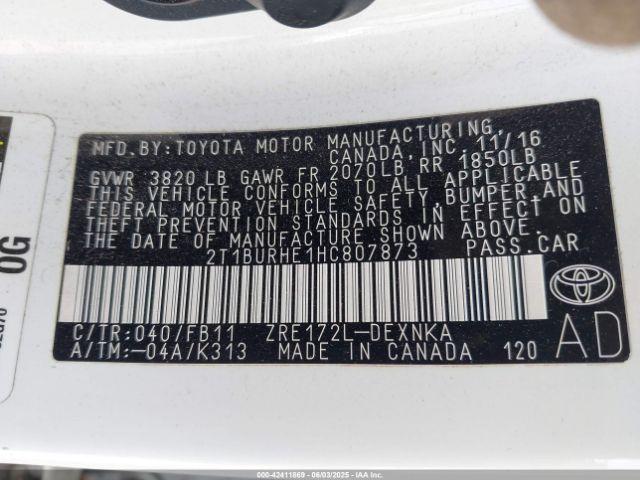 MFD.BY:TOYOTA MOTOR MANUFACTURING,
CANADA, INC. 11/16
GVWR 3820 LB GAWR FR 2070LB, RR 1850LB
THIS VEHICLE CONFORMS TO ALL APPLICABLE
FEDERAL MOTOR VEHICLE SAFETY, BUMPER, AND
THEFT PREVENTION STANDARDS IN EFFECT ON
THE DATE OF MANUFACTURE SHOWN ABOVE.
2T1BURHE1HC807873 PASS.CAR
C/TR:040/FB11 ZRE172L-DEXNKA
A/TM:-04A/K313 MADE IN CANADA 120
AD
TOYOTA
0G
000-42411869 - 06/03/2025 - IAAI.COM